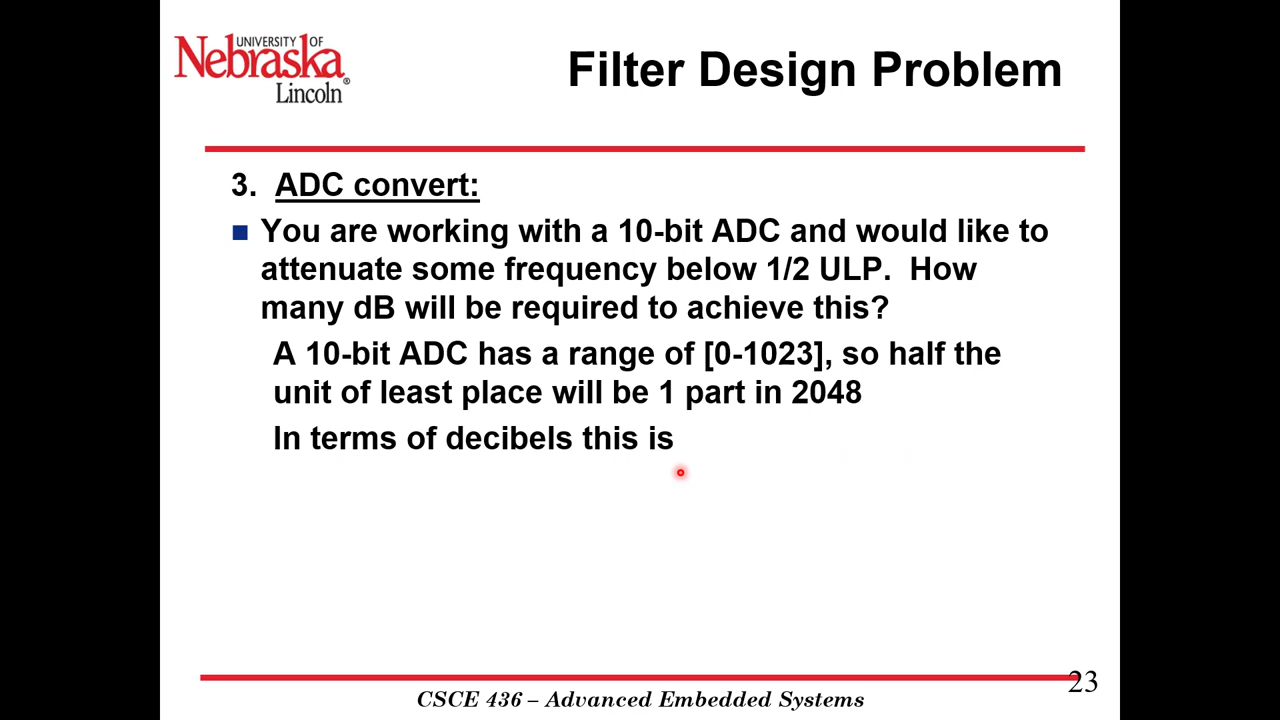 UNIVERSITY OF
Nebraska®
Lincoln
Filter Design Problem
3. ADC convert:
You are working with a 10-bit ADC and would like to
attenuate some frequency below 1/2 ULP. How
many dB will be required to achieve this?
A 10-bit ADC has a range of [0-1023], so half the
unit of least place will be 1 part in 2048
In terms of decibels this is
23
CSCE 436 – Advanced Embedded Systems